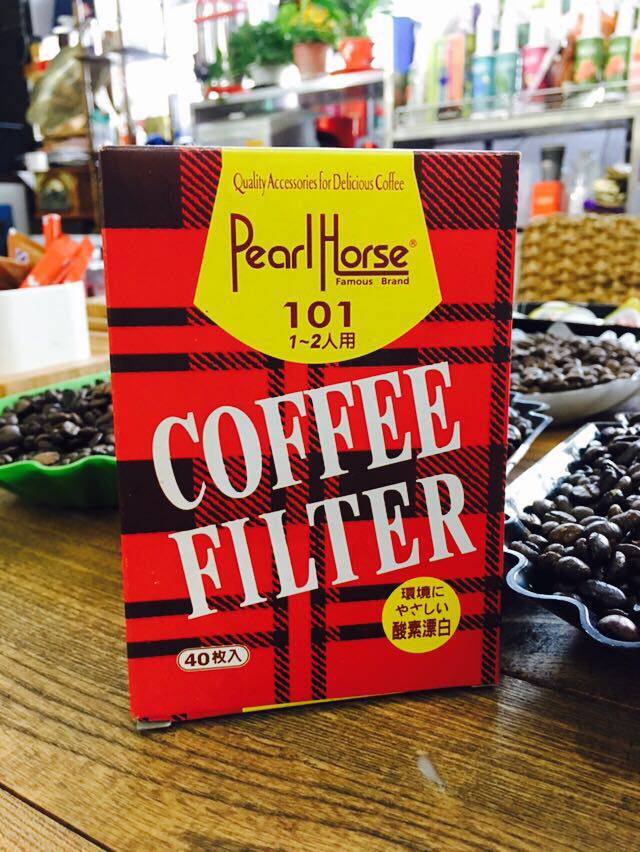 Quality Accessories for Delicious Coffee
Pearl Horse®
Famous Brand
101
1~2人用
COFFEE
FILTER
環境に
やさしい
酸素漂白
40枚入